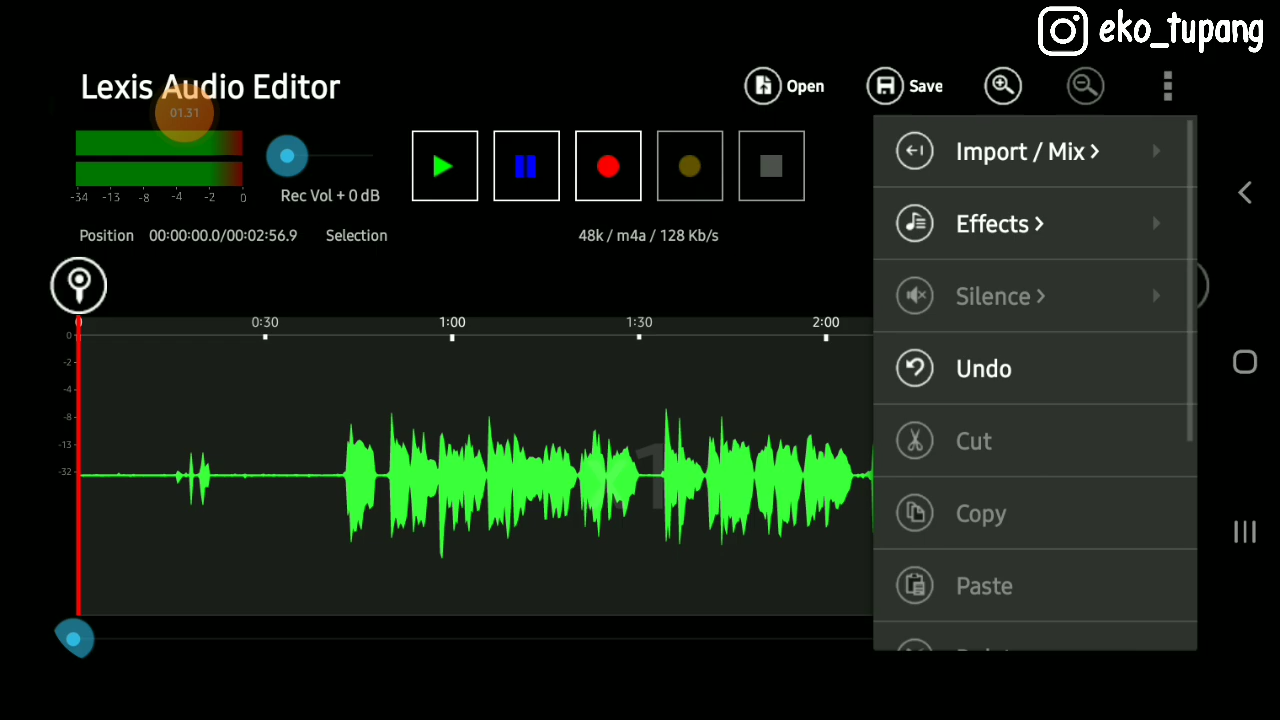 eko_tupang
Lexis Audio Editor
Open
Save
01.31
-34 -13 -8 -4 -2 0
Rec Vol + 0 dB
Position 00:00:00.0/00:02:56.9 Selection 48k / m4a / 128 Kb/s
0 0:30 1:00 1:30 2:00
0
-2
-4
-8
-13
-32
x1
Import / Mix >
Effects >
Silence >
Undo
Cut
Copy
Paste